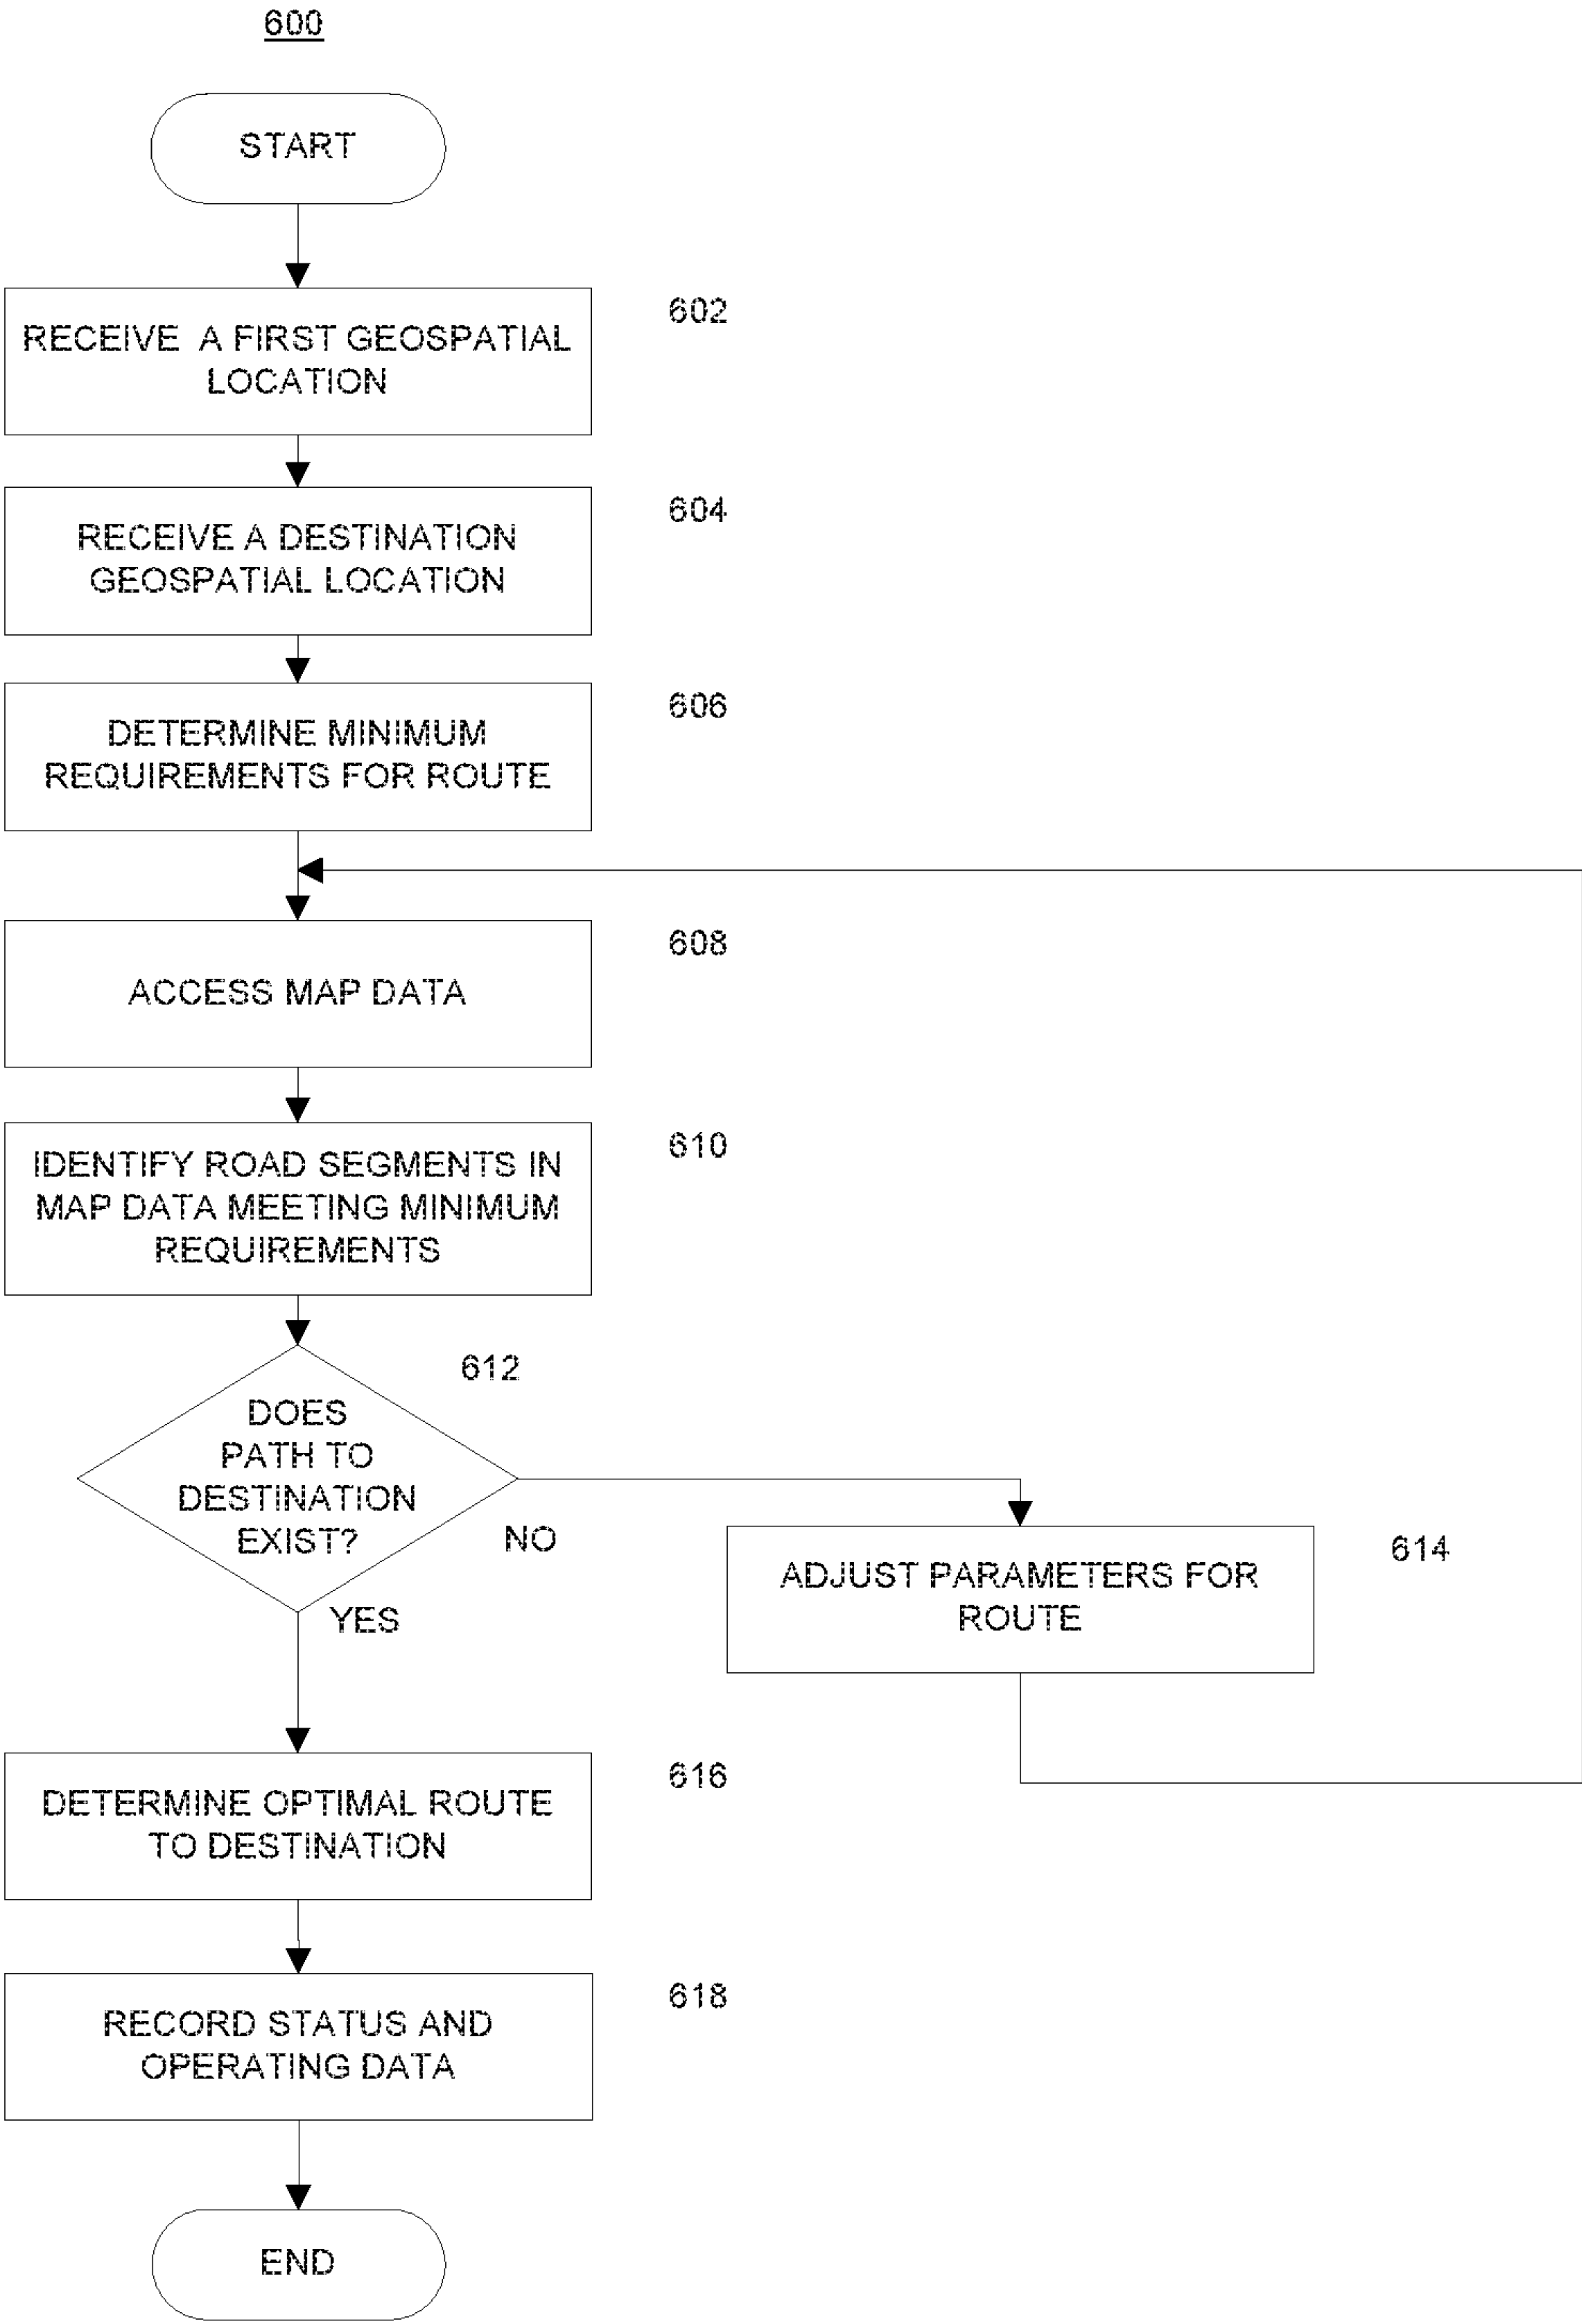 600
START
RECEIVE A FIRST GEOSPATIAL
LOCATION
602
RECEIVE A DESTINATION
GEOSPATIAL LOCATION
604
DETERMINE MINIMUM
REQUIREMENTS FOR ROUTE
606
ACCESS MAP DATA
608
IDENTIFY ROAD SEGMENTS IN
MAP DATA MEETING MINIMUM
REQUIREMENTS
610
612
DOES
PATH TO
DESTINATION
EXIST?
NO
YES
ADJUST PARAMETERS FOR
ROUTE
614
DETERMINE OPTIMAL ROUTE
TO DESTINATION
616
RECORD STATUS AND
OPERATING DATA
618
END